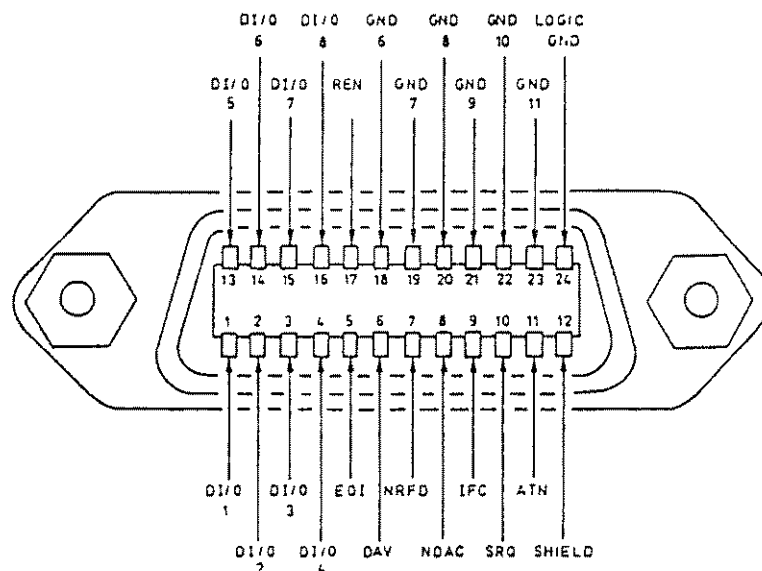 DI/O DI/O GND GND GND LOGIC
6 8 6 8 10 GND
DI/O DI/O REN GND GND GND
5 7 7 9 11
13 14 15 16 17 18 19 20 21 22 23 24
1 2 3 4 5 6 7 8 9 10 11 12
DI/O DI/O EOI NRFD IFC ATN
1 3
DI/O DI/O DAV NDAC SRQ SHIELD
2 4